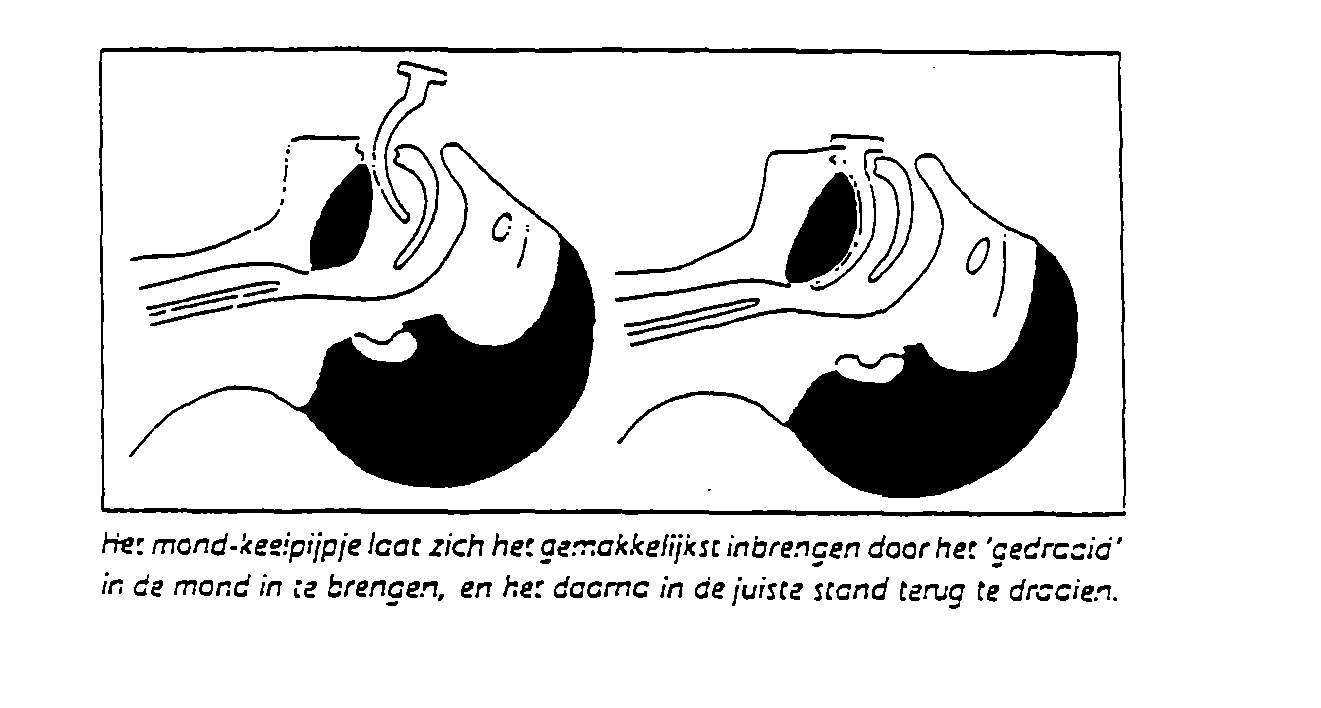 Het mond-keelpijpje laat zich het gemakkelijkst inbrengen door het 'gedraaid'
in de mond in te brengen, en het daarna in de juiste stand terug te draaien.